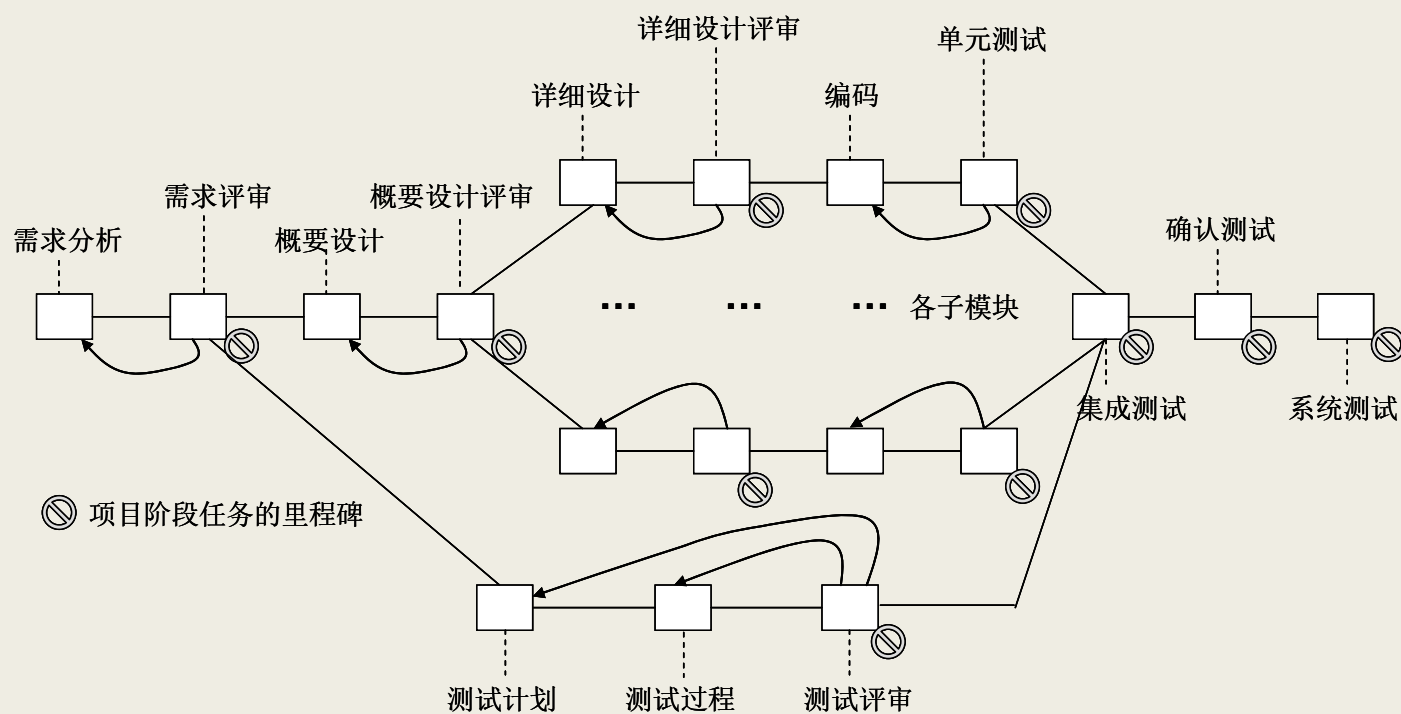 详细设计评审
单元测试
详细设计
编码
需求评审
概要设计评审
需求分析
概要设计
确认测试
... ... ... 各子模块
集成测试
系统测试
项目阶段任务的里程碑
测试计划
测试过程
测试评审